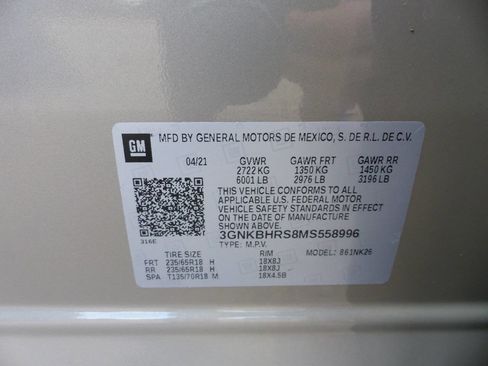 GM
MFD BY GENERAL MOTORS DE MEXICO, S. DE R.L. DE C.V.
04/21 GVWR GAWR FRT GAWR RR
2722 KG 1350 KG 1450 KG
6001 LB 2976 LB 3196 LB
THIS VEHICLE CONFORMS TO ALL
APPLICABLE U.S. FEDERAL MOTOR
VEHICLE SAFETY STANDARDS IN EFFECT
ON THE DATE OF MANUFACTURE
SHOWN ABOVE.
3GNKBHRS8MS558996
316E TYPE: M.P.V.
TIRE SIZE RIM MODEL: 861NK26
FRT 235/65R18 H 18X8J
RR 235/65R18 H 18X8J
SPA T135/70R18 M 18X4.5B